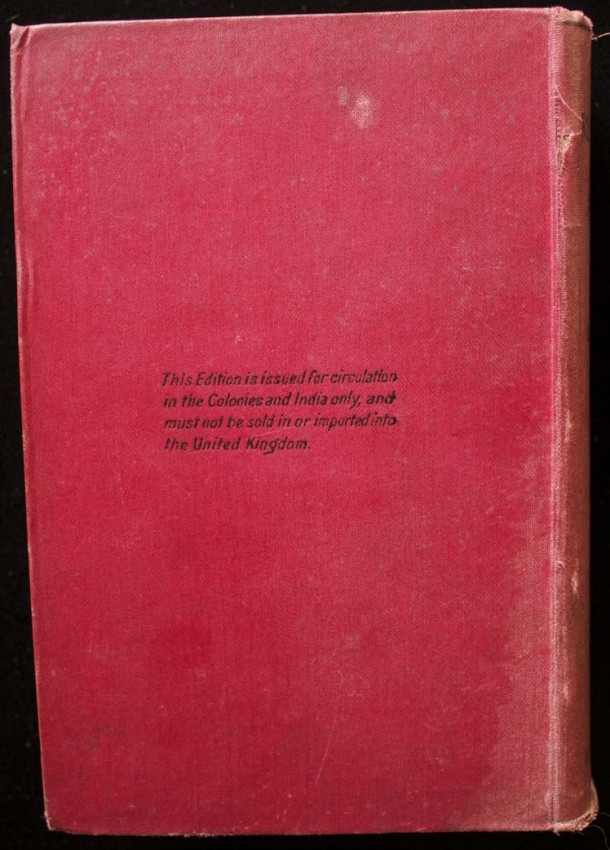 This Edition is issued for circulation
in the Colonies and India only, and
must not be sold in or imported into
the United Kingdom.